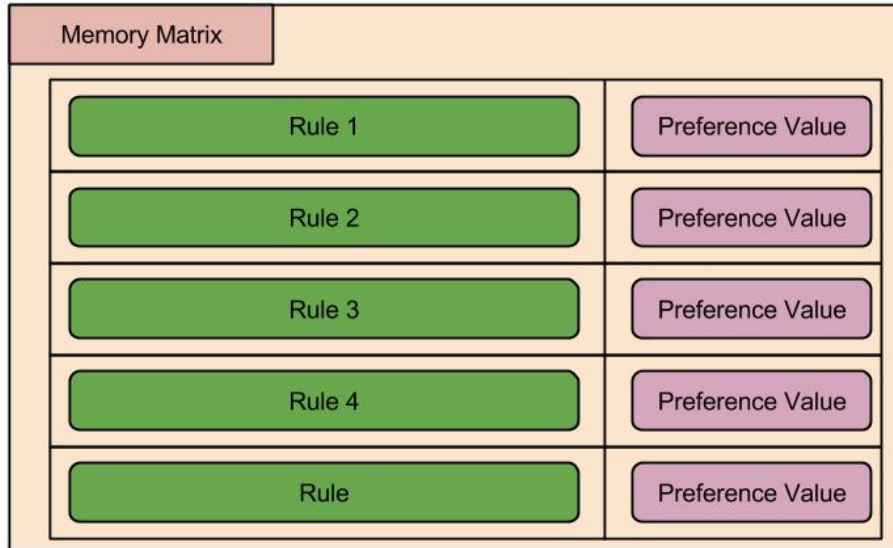 Memory Matrix
Rule 1
Preference Value
Rule 2
Preference Value
Rule 3
Preference Value
Rule 4
Preference Value
Rule
Preference Value